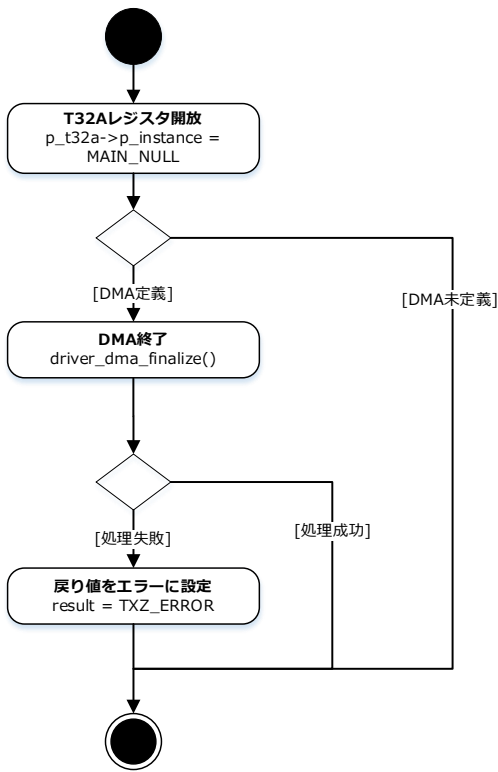 T32Aレジスタ開放
p_t32a->p_instance =
MAIN_NULL
[DMA定義]
[DMA未定義]
DMA終了
driver_dma_finalize()
[処理成功]
[処理失敗]
戻り値をエラーに設定
result = TXZ_ERROR